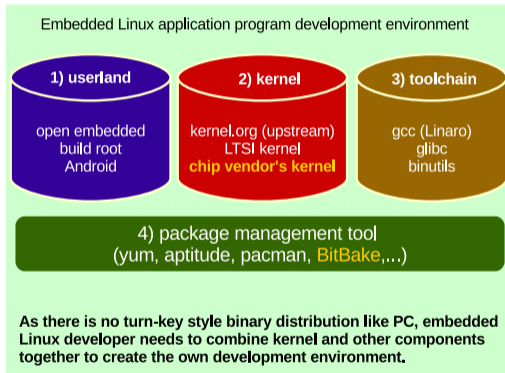 Embedded Linux application program development environment
1) userland
open embedded
build root
Android
2) kernel
kernel.org (upstream)
LTSI kernel
chip vendor's kernel
3) toolchain
gcc (Linaro)
glibc
binutils
4) package management tool
(yum, aptitude, pacman, BitBake,...)
As there is no turn-key style binary distribution like PC, embedded
Linux developer needs to combine kernel and other components
together to create the own development environment.